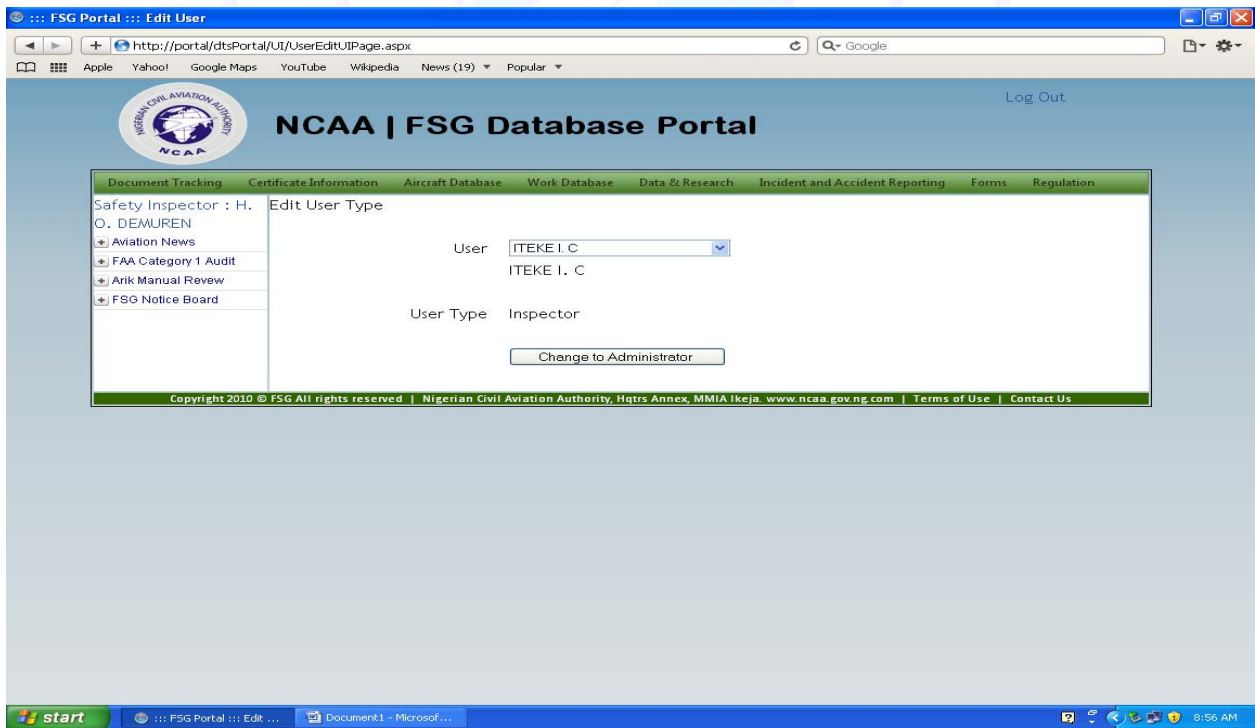 ::: FSG Portal ::: Edit User
http://portal/dtsPortal/UI/UserEditUIPage.aspx
Google
Apple Yahoo! Google Maps YouTube Wikipedia News (19) Popular
Log Out
NIGERIAN CIVIL AVIATION AUTHORITY
NCAA
NCAA | FSG Database Portal
Document Tracking Certificate Information Aircraft Database Work Database Data & Research Incident and Accident Reporting Forms Regulation
Safety Inspector : H.
O. DEMUREN
Aviation News
FAA Category 1 Audit
Arik Manual Revew
FSG Notice Board
Edit User Type
User ITEKE I. C
ITEKE I. C
User Type Inspector
Change to Administrator
Copyright 2010 © FSG All rights reserved | Nigerian Civil Aviation Authority, Hqtrs Annex, MMIA Ikeja. www.ncaa.gov.ng.com | Terms of Use | Contact Us
start ::: FSG Portal ::: Edit ... Document1 - Microsof... 8:56 AM